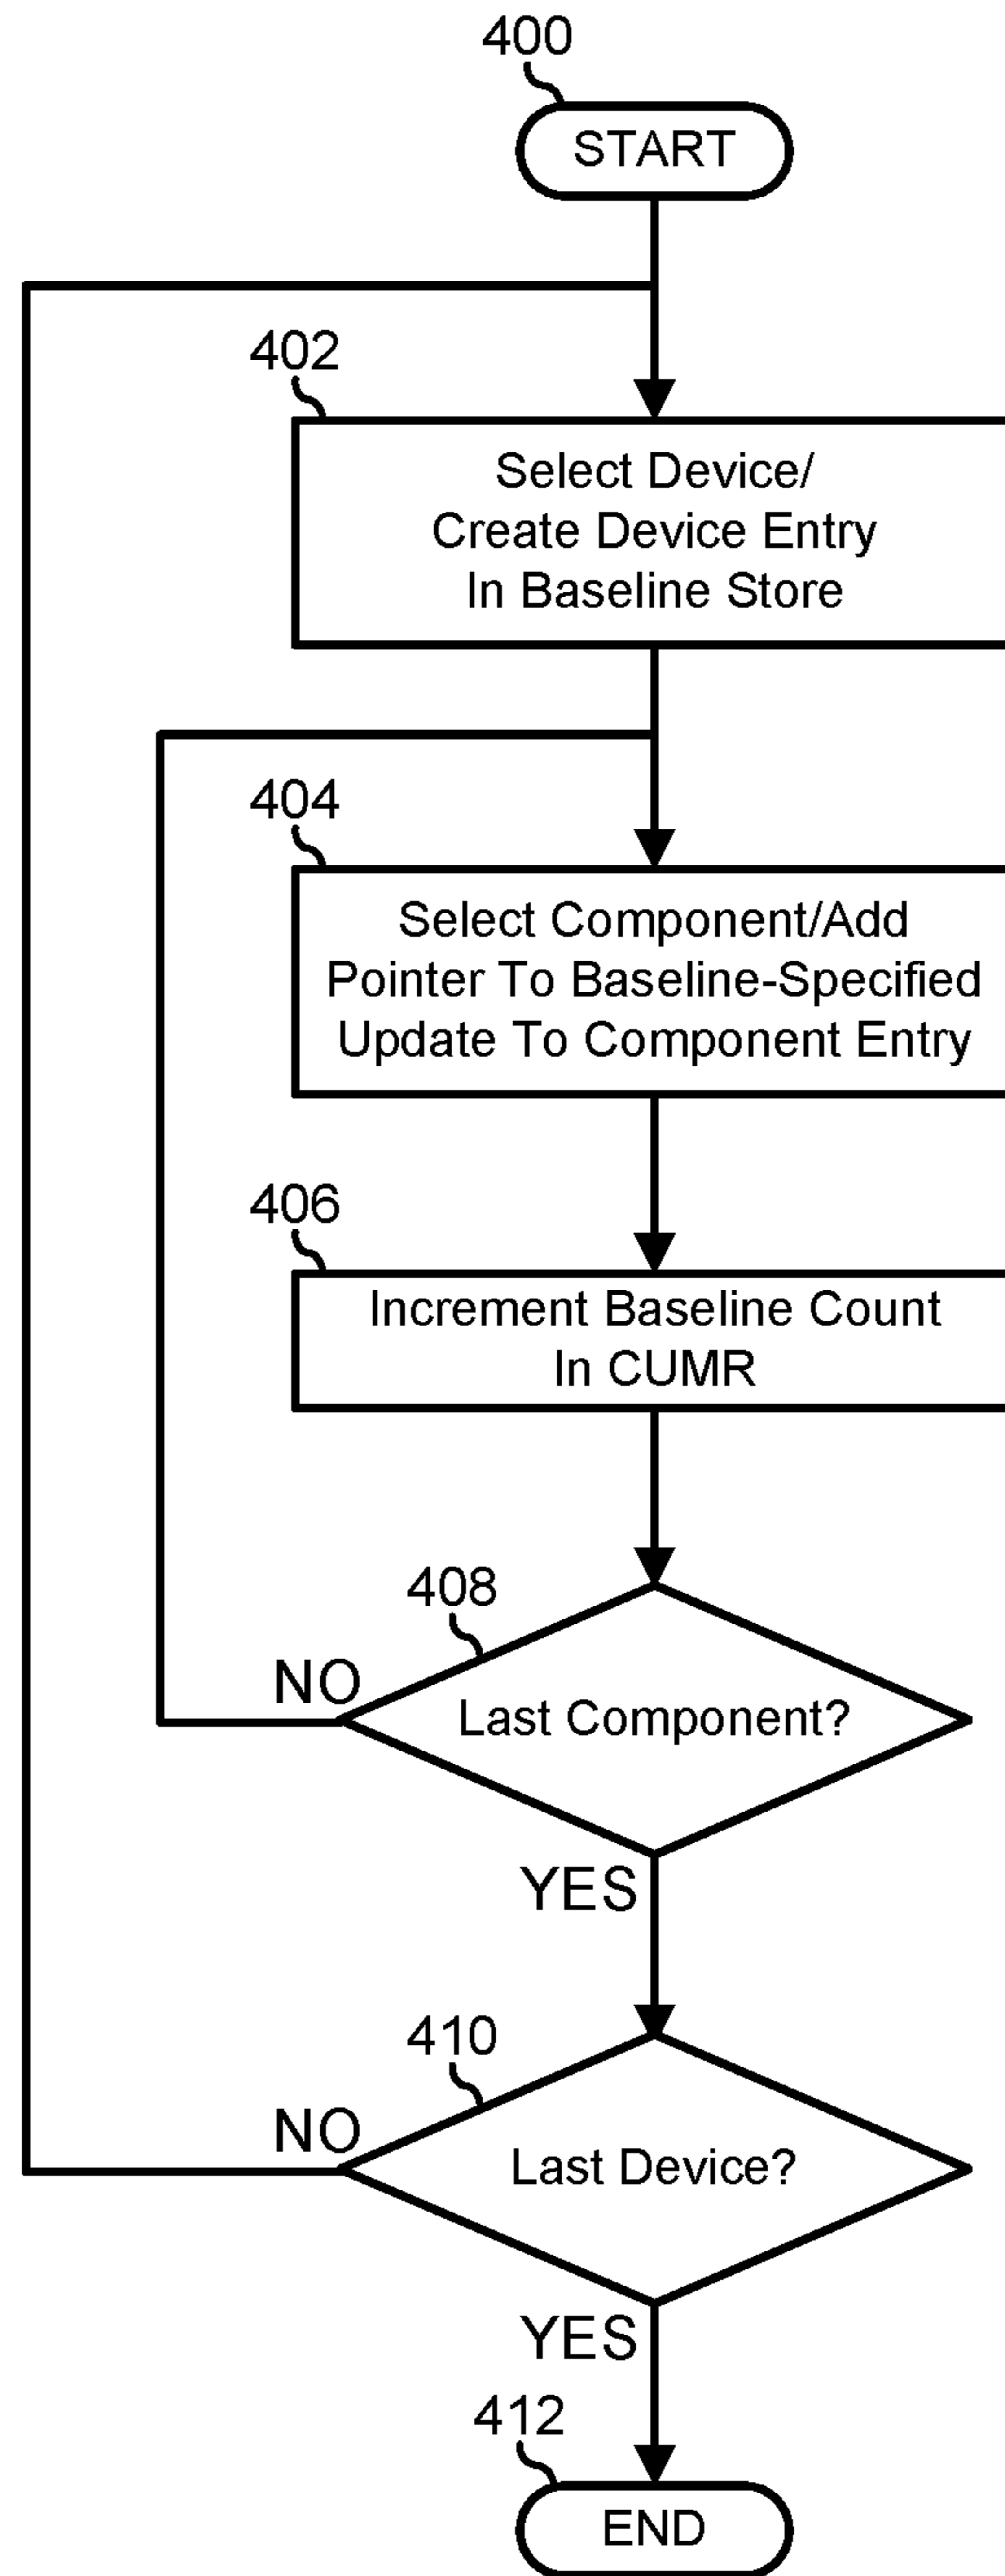 400
START
402
Select Device/
Create Device Entry
In Baseline Store
404
Select Component/Add
Pointer To Baseline-Specified
Update To Component Entry
406
Increment Baseline Count
In CUMR
408
NO
Last Component?
YES
410
NO
Last Device?
YES
412
END